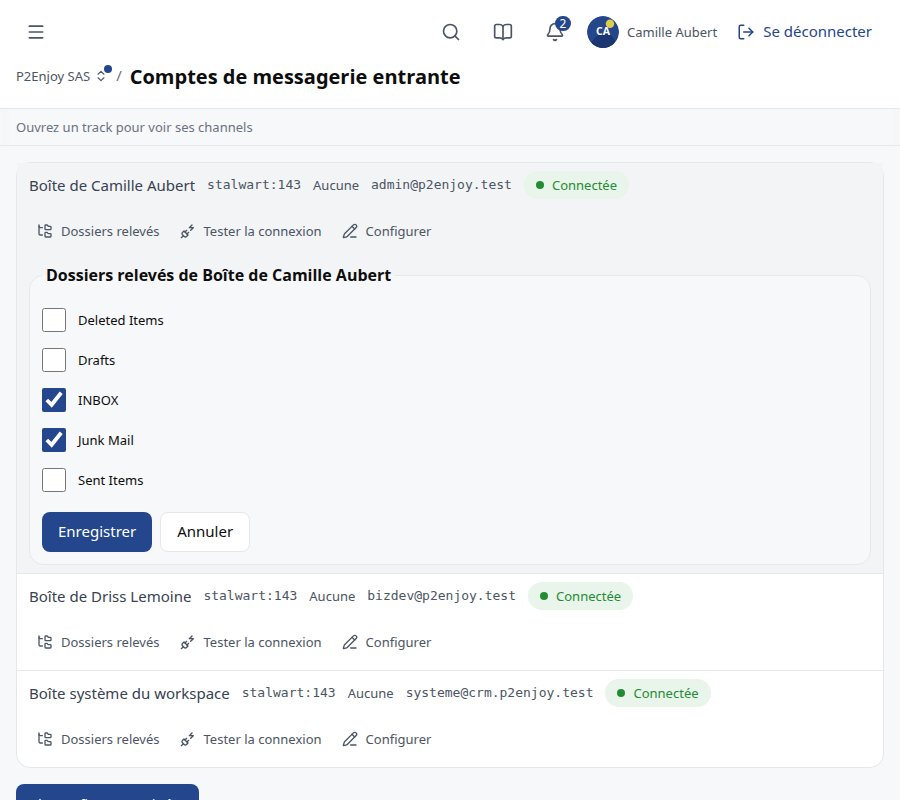 2
CA Camille Aubert Se déconnecter
P2Enjoy SAS / Comptes de messagerie entrante
Ouvrez un track pour voir ses channels
Boîte de Camille Aubert stalwart:143 Aucune admin@p2enjoy.test Connectée
Dossiers relevés Tester la connexion Configurer
Dossiers relevés de Boîte de Camille Aubert
Deleted Items
Drafts
INBOX
Junk Mail
Sent Items
Enregistrer Annuler
Boîte de Driss Lemoine stalwart:143 Aucune bizdev@p2enjoy.test Connectée
Dossiers relevés Tester la connexion Configurer
Boîte système du workspace stalwart:143 Aucune systeme@crm.p2enjoy.test Connectée
Dossiers relevés Tester la connexion Configurer